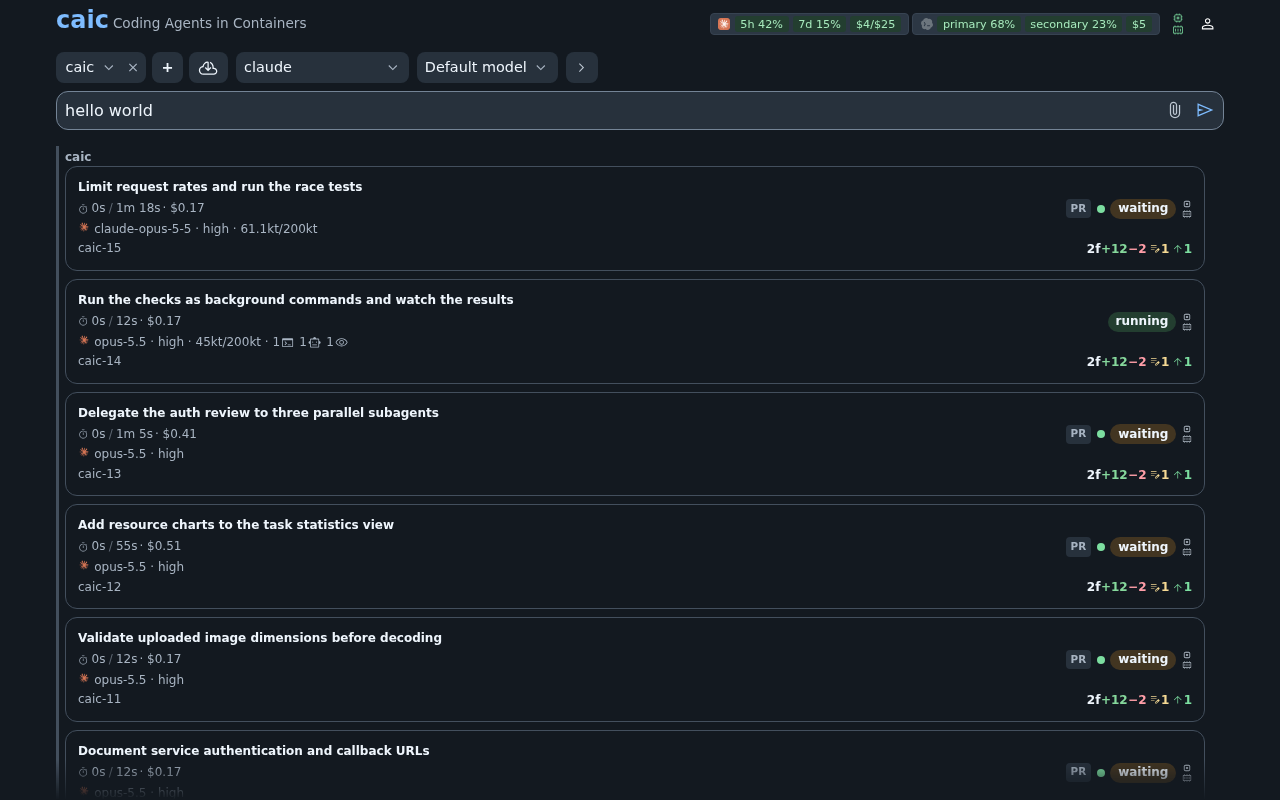 caic Coding Agents in Containers
5h 42% 7d 15% $4/$25 primary 68% secondary 23% $5
caic × + claude Default model
hello world
caic
Limit request rates and run the race tests
0s / 1m 18s · $0.17
PR waiting
claude-opus-5-5 · high · 61.1kt/200kt
caic-15
2f+12−2 1 ↑1
Run the checks as background commands and watch the results
0s / 12s · $0.17
running
opus-5.5 · high · 45kt/200kt · 1 1 1
caic-14
2f+12−2 1 ↑1
Delegate the auth review to three parallel subagents
0s / 1m 5s · $0.41
PR waiting
opus-5.5 · high
caic-13
2f+12−2 1 ↑1
Add resource charts to the task statistics view
0s / 55s · $0.51
PR waiting
opus-5.5 · high
caic-12
2f+12−2 1 ↑1
Validate uploaded image dimensions before decoding
0s / 12s · $0.17
PR waiting
opus-5.5 · high
caic-11
2f+12−2 1 ↑1
Document service authentication and callback URLs
0s / 12s · $0.17
PR waiting
opus-5.5 · high